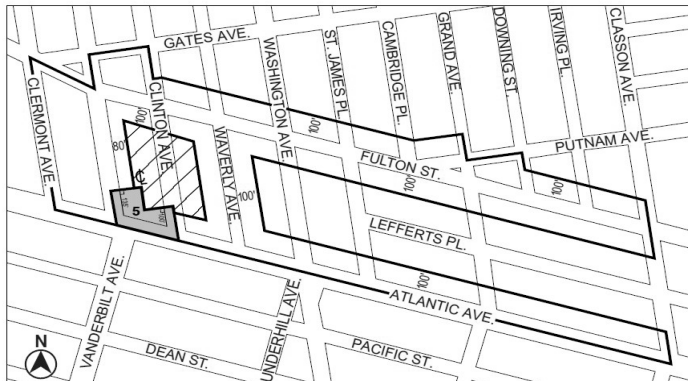 GATES AVE.
CLERMONT AVE.
CLINTON AVE.
WASHINGTON AVE.
ST. JAMES PL.
CAMBRIDGE PL.
GRAND AVE.
DOWNING ST.
IRVING PL.
CLASSON AVE.
PUTNAM AVE.
100'
80'
WAVERLY AVE.
100'
100'
FULTON ST.
100'
100'
5
LEFFERTS PL.
100'
ATLANTIC AVE.
VANDERBILT AVE.
UNDERHILL AVE.
DEAN ST.
PACIFIC ST.
N